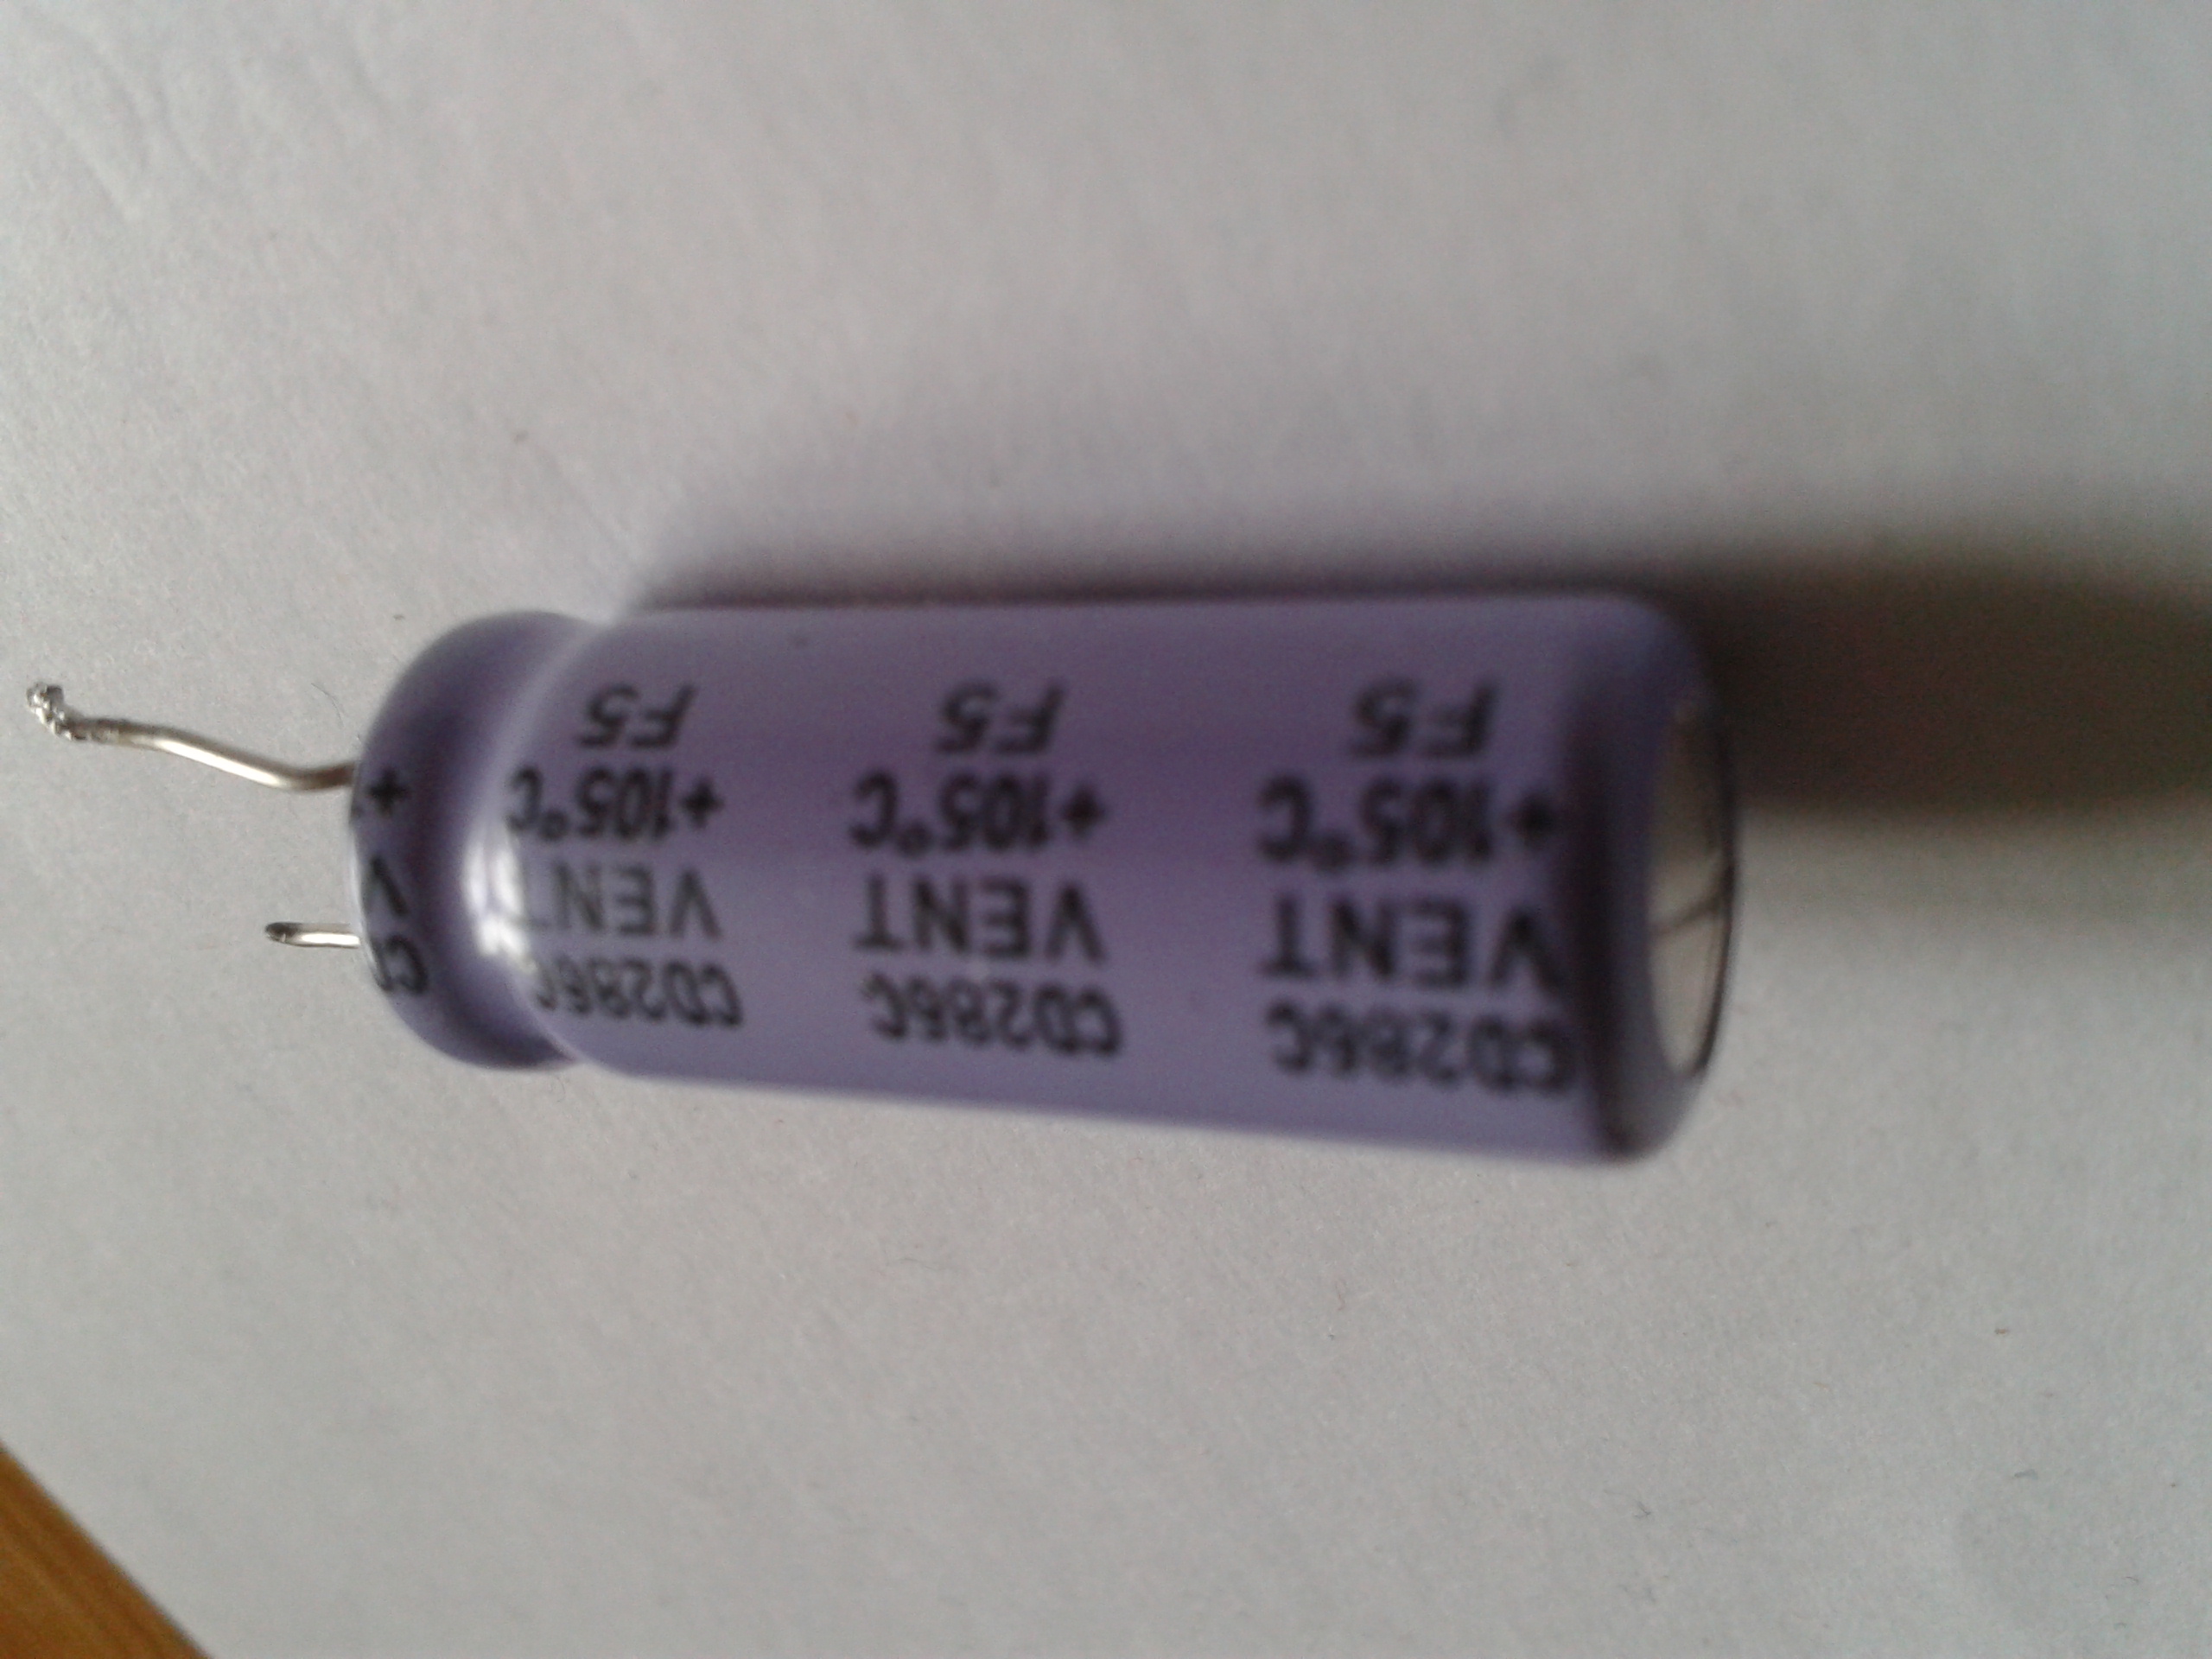 CD286C CD286C CD286C
VENT VENT VENT V
+105°C +105°C +105°C +
F5 F5 F5